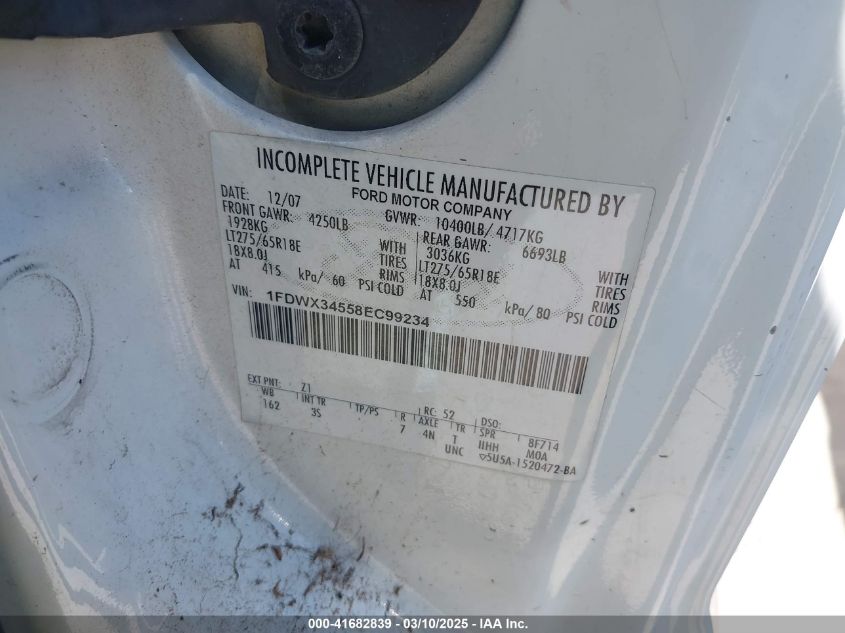 INCOMPLETE VEHICLE MANUFACTURED BY
FORD MOTOR COMPANY
DATE: 12/07 GVWR: 10400LB/ 4717KG
FRONT GAWR: 4250LB REAR GAWR: 6693LB
1928KG WITH 3036KG WITH
LT275/65R18E TIRES LT275/65R18E TIRES
18X8.0J RIMS 18X8.0J RIMS
AT 415 kPa/ 60 PSI COLD AT 550 kPa/ 80 PSI COLD
VIN: 1FDWX34558EC99234
EXT PNT: Z1 RC: 52 DSO:
WB INT TR TP/PS R AXLE TR SPR 8F714
162 3S 7 4N T IIHH M0A
UNC ▽5U5A-1520472-BA
000-41682839 - 03/10/2025 - IAA Inc.